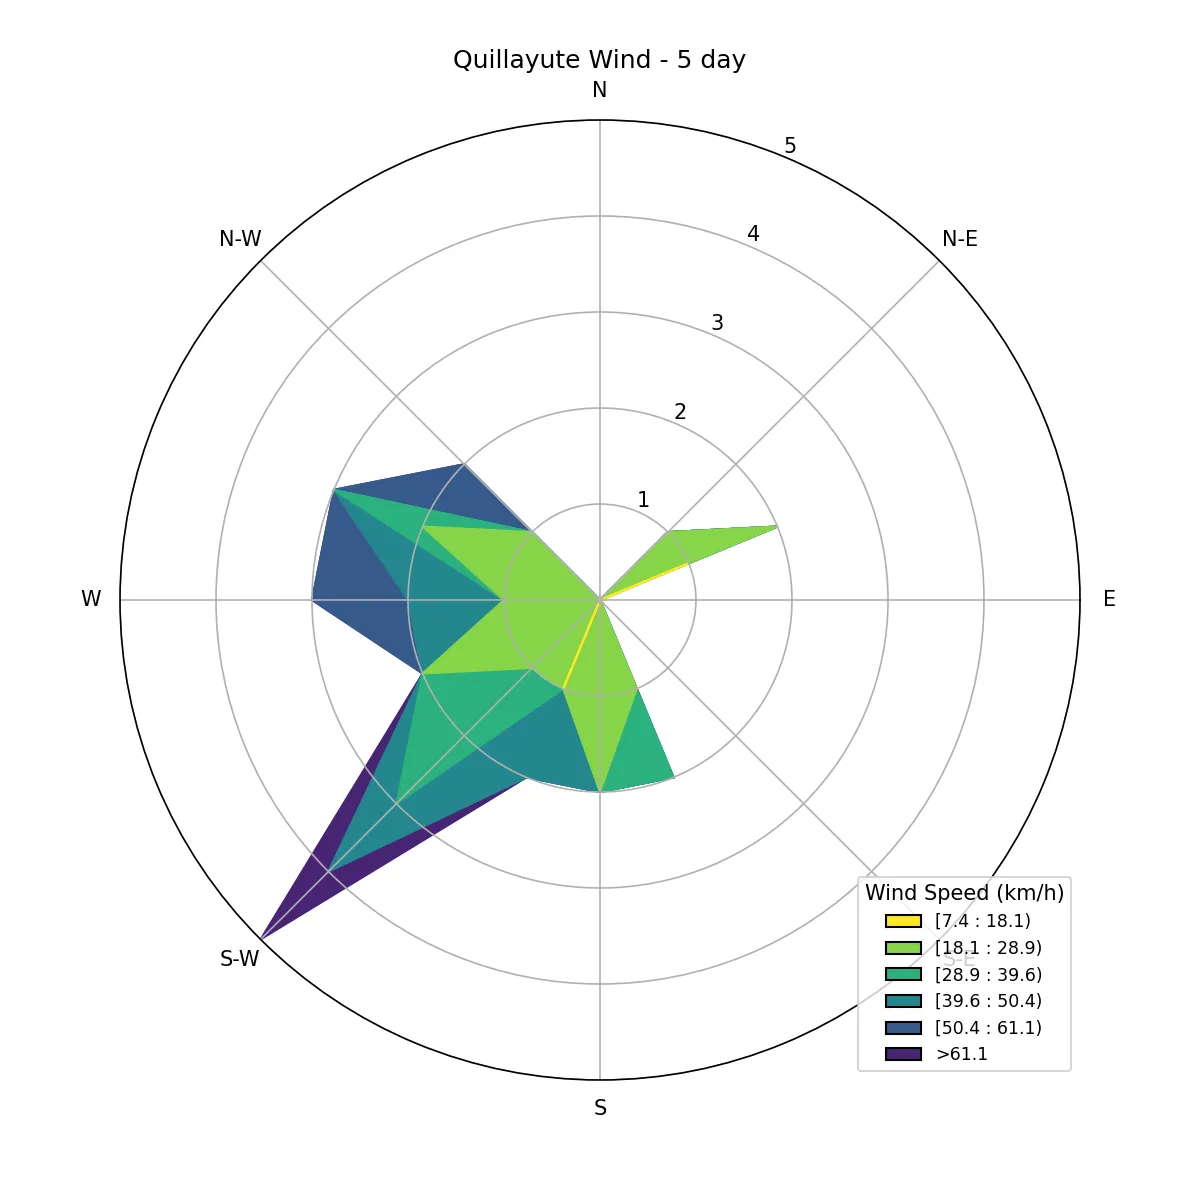 Quillayute Wind - 5 day
N
5
N-W
N-E
4
3
2
1
W
E
S-W
S-E
Wind Speed (km/h)
[7.4 : 18.1)
[18.1 : 28.9)
[28.9 : 39.6)
[39.6 : 50.4)
[50.4 : 61.1)
>61.1
S